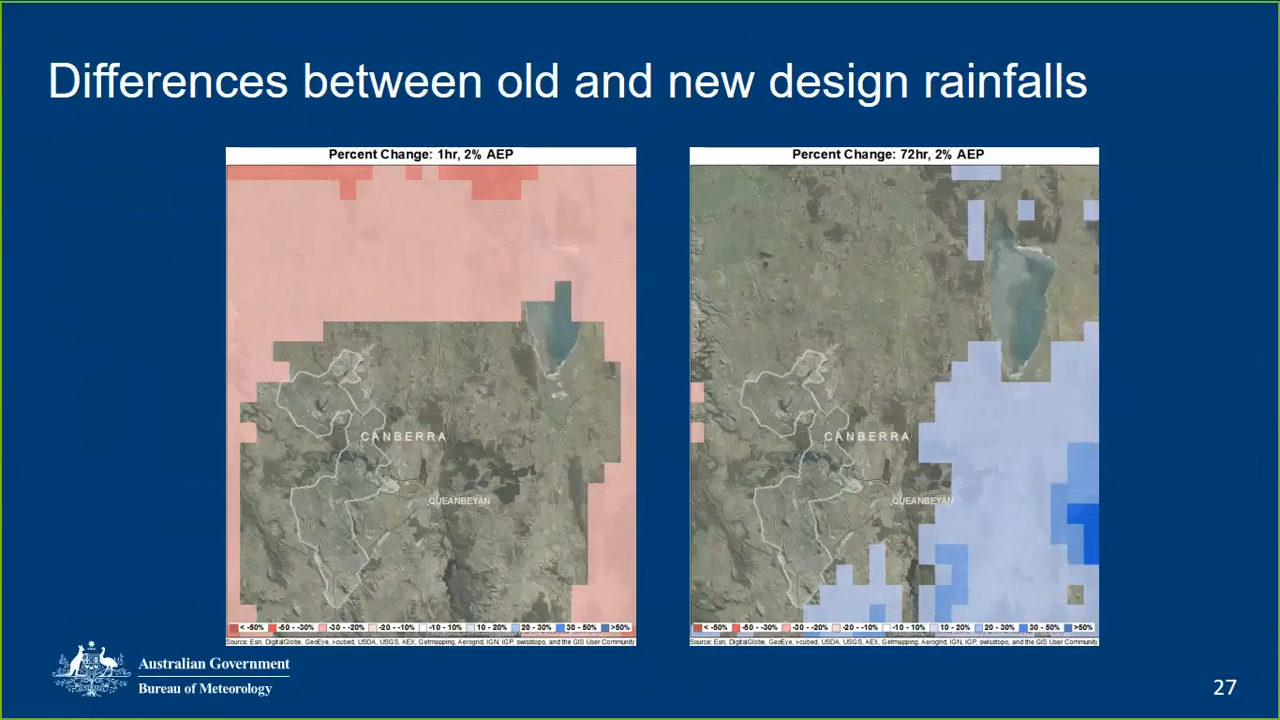 Differences between old and new design rainfalls
Percent Change: 1hr, 2% AEP
CANBERRA
QUEANBEYAN
< -50% -50 - -30% -30 - -20% -20 - -10% -10 - 10% 10 - 20% 20 - 30% 30 - 50% >50%
Source: Esri, DigitalGlobe, GeoEye, i-cubed, USDA, USGS, AEX, Getmapping, Aerogrid, IGN, IGP, swisstopo, and the GIS User Community
Percent Change: 72hr, 2% AEP
CANBERRA
QUEANBEYAN
< -50% -50 - -30% -30 - -20% -20 - -10% -10 - 10% 10 - 20% 20 - 30% 30 - 50% >50%
Source: Esri, DigitalGlobe, GeoEye, i-cubed, USDA, USGS, AEX, Getmapping, Aerogrid, IGN, IGP, swisstopo, and the GIS User Community
Australian Government
Bureau of Meteorology
27